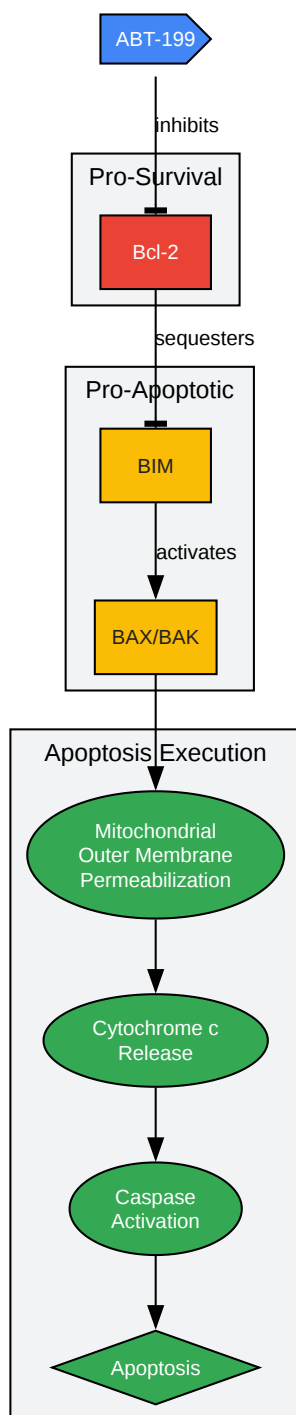 ABT-199
inhibits
Pro-Survival
Bcl-2
sequesters
Pro-Apoptotic
BIM
activates
BAX/BAK
Apoptosis Execution
Mitochondrial
Outer Membrane
Permeabilization
Cytochrome c
Release
Caspase
Activation
Apoptosis